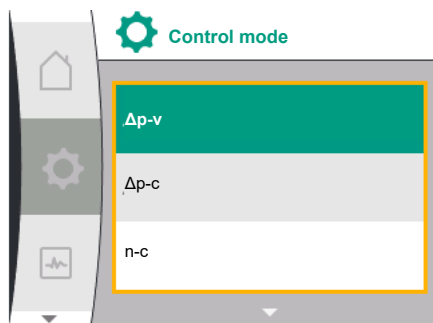 Control mode
Δp-v
Δp-c
n-c